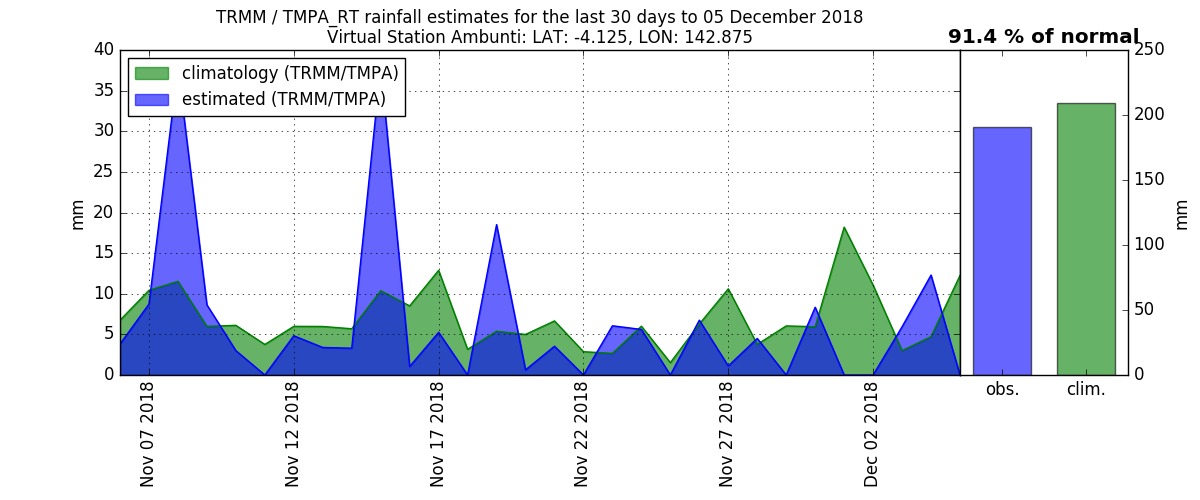 TRMM / TMPA_RT rainfall estimates for the last 30 days to 05 December 2018
Virtual Station Ambunti: LAT: -4.125, LON: 142.875
91.4 % of normal
climatology (TRMM/TMPA)
estimated (TRMM/TMPA)
40
35
30
25
20
15
10
5
0
mm
Nov 07 2018
Nov 12 2018
Nov 17 2018
Nov 22 2018
Nov 27 2018
Dec 02 2018
obs.
clim.
250
200
150
100
50
0
mm